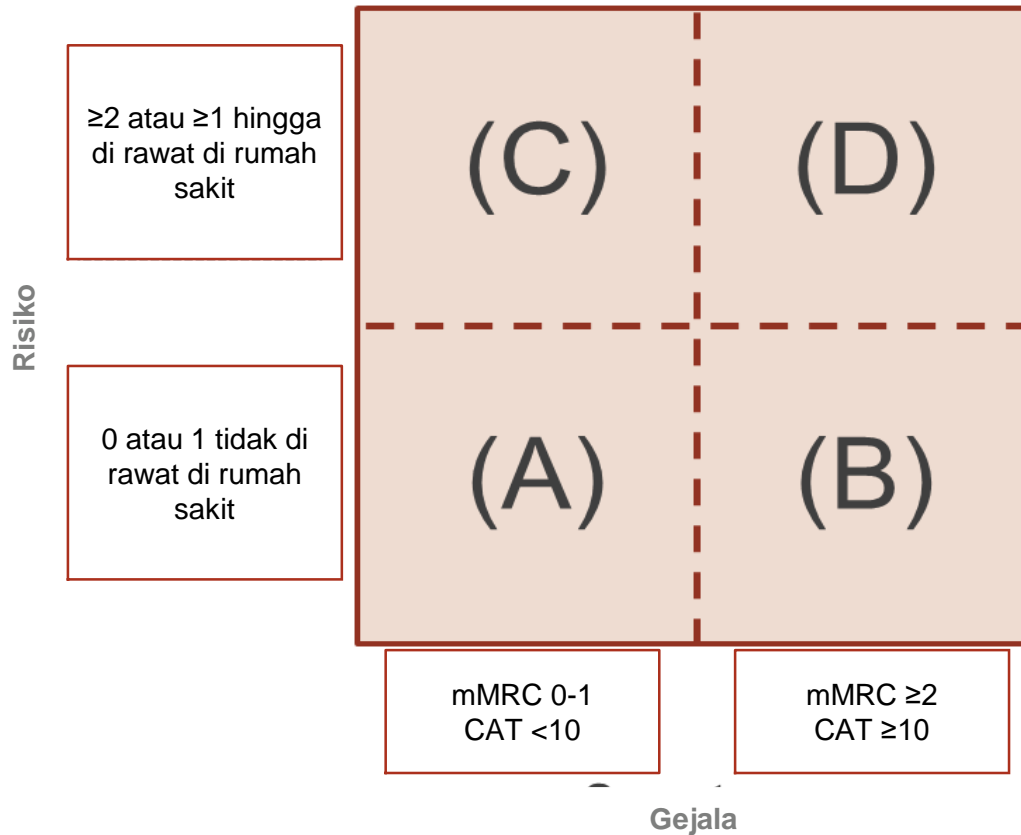 ≥2 atau ≥1 hingga
di rawat di rumah
sakit
(C)
(D)
Risiko
0 atau 1 tidak di
rawat di rumah
sakit
(A)
(B)
mMRC 0-1
CAT <10
mMRC ≥2
CAT ≥10
Gejala